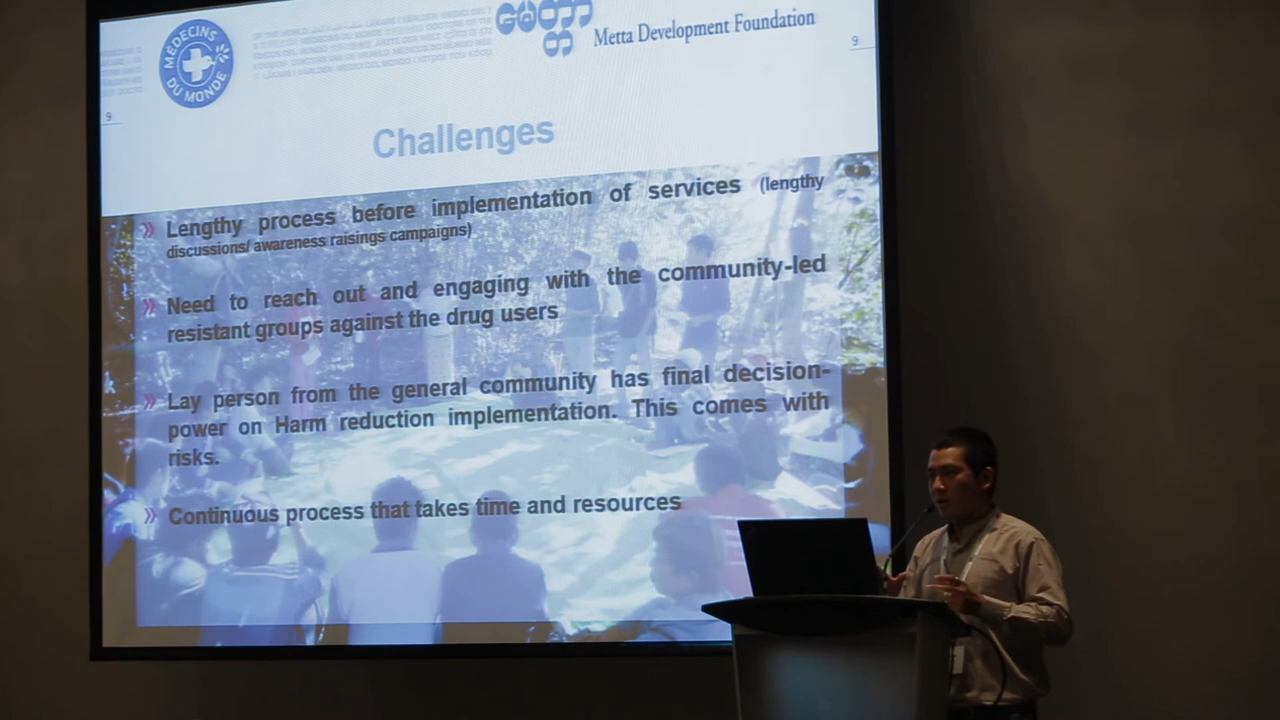 MÉDECINS
DU MONDE
Metta Development Foundation
9
9
Challenges
» Lengthy process before implementation of services (lengthy
discussions/ awareness raisings campaigns)
» Need to reach out and engaging with the community-led
resistant groups against the drug users
» Lay person from the general community has final decision-
power on Harm reduction implementation. This comes with
risks.
» Continuous process that takes time and resources